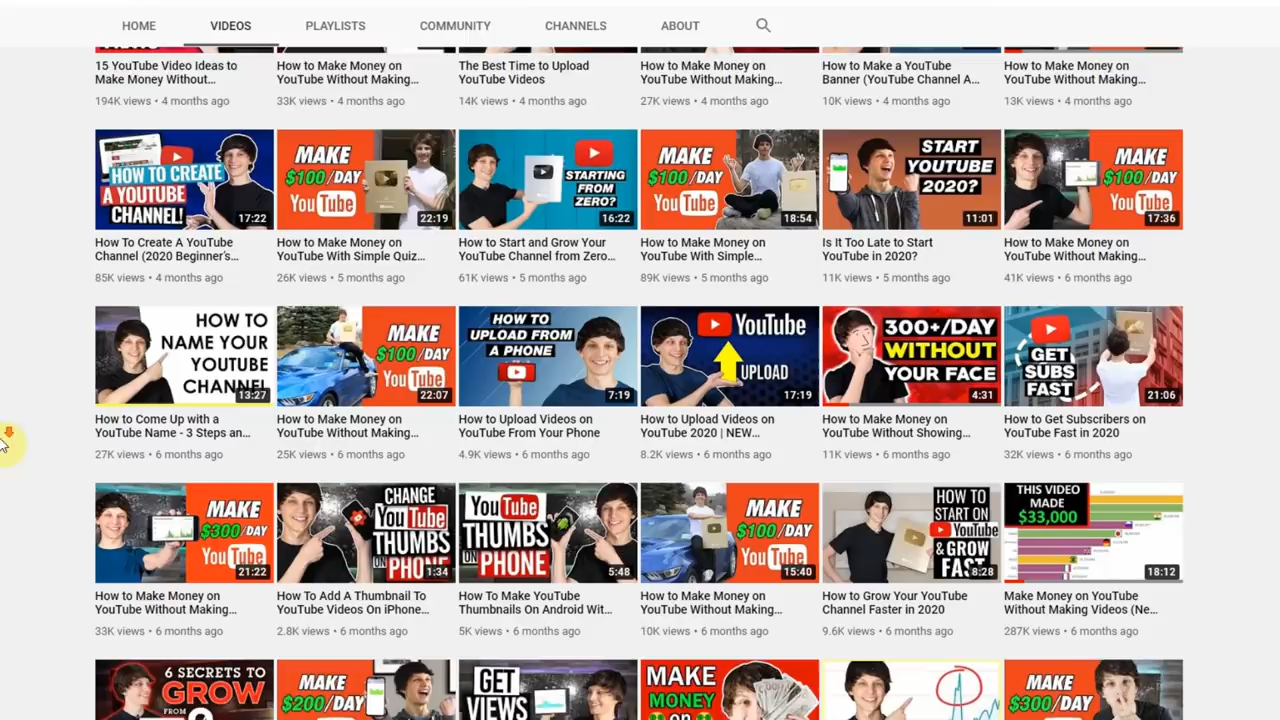 HOME VIDEOS PLAYLISTS COMMUNITY CHANNELS ABOUT
15 YouTube Video Ideas to
Make Money Without...
194K views • 4 months ago
How to Make Money on
YouTube Without Making...
33K views • 4 months ago
The Best Time to Upload
YouTube Videos
14K views • 4 months ago
How to Make Money on
YouTube Without Making...
27K views • 4 months ago
How to Make a YouTube
Banner (YouTube Channel A...
10K views • 4 months ago
How to Make Money on
YouTube Without Making...
13K views • 4 months ago
HOW TO CREATE
A YOUTUBE
CHANNEL!
17:22
How To Create A YouTube
Channel (2020 Beginner's...
85K views • 4 months ago
MAKE
$100/DAY
YouTube
22:19
How to Make Money on
YouTube With Simple Quiz...
26K views • 5 months ago
STARTING
FROM
ZERO?
16:22
How to Start and Grow Your
YouTube Channel from Zero...
61K views • 5 months ago
MAKE
$100/DAY
YouTube
18:54
How to Make Money on
YouTube With Simple...
89K views • 5 months ago
START
YOUTUBE
2020?
11:01
Is It Too Late to Start
YouTube in 2020?
11K views • 5 months ago
MAKE
$100/DAY
YouTube
17:36
How to Make Money on
YouTube Without Making...
41K views • 6 months ago
HOW TO
NAME YOUR
YOUTUBE
CHANNEL
13:27
How to Come Up with a
YouTube Name - 3 Steps an...
27K views • 6 months ago
MAKE
$100/DAY
YouTube
22:07
How to Make Money on
YouTube Without Making...
25K views • 6 months ago
HOW TO
UPLOAD FROM
A PHONE
7:19
How to Upload Videos on
YouTube From Your Phone
4.9K views • 6 months ago
YouTube
UPLOAD
17:19
How to Upload Videos on
YouTube 2020 | NEW...
8.2K views • 6 months ago
300+/DAY
WITHOUT
YOUR FACE
4:31
How to Make Money on
YouTube Without Showing...
11K views • 6 months ago
GET
SUBS
FAST
21:06
How to Get Subscribers on
YouTube Fast in 2020
32K views • 6 months ago
MAKE
$300/DAY
YouTube
21:22
How to Make Money on
YouTube Without Making...
33K views • 6 months ago
CHANGE
YouTube
THUMBS
ON
PHONE
1:34
How To Add A Thumbnail To
YouTube Videos On iPhone...
2.8K views • 6 months ago
YouTube
THUMBS
ON
PHONE
5:48
How To Make YouTube
Thumbnails On Android Wit...
5K views • 6 months ago
MAKE
$100/DAY
YouTube
15:40
How to Make Money on
YouTube Without Making...
10K views • 6 months ago
HOW TO
START ON
YouTube
& GROW
FAST
8:28
How to Grow Your YouTube
Channel Faster in 2020
9.6K views • 6 months ago
THIS VIDEO
MADE
$33,000
18:12
Make Money on YouTube
Without Making Videos (Ne...
287K views • 6 months ago
6 SECRETS TO
GROW
FROM
MAKE
$200/DAY
GET
VIEWS
MAKE
MONEY
on
MAKE
$300/DAY